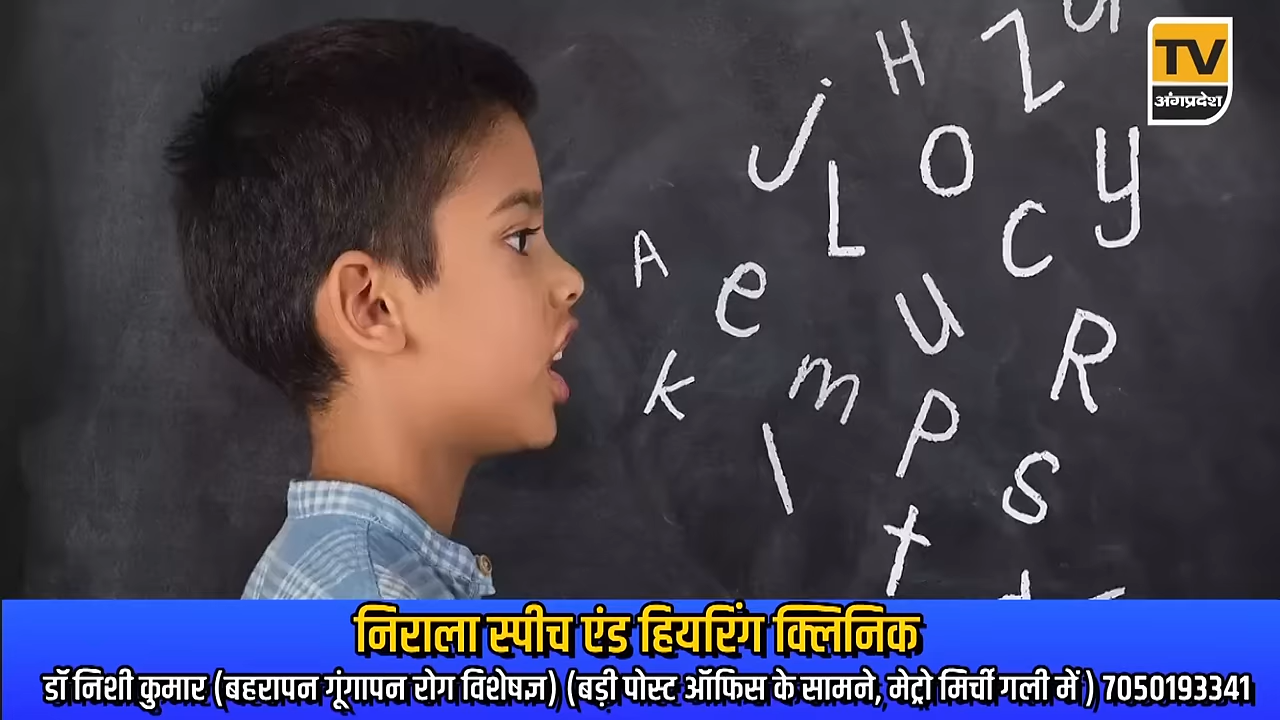 TV
अंगप्रदेश
H
Z
J
O
y
L
C
A
e
U
R
K
m
P
l
S
t
निराला स्पीच एंड हियरिंग क्लिनिक
डॉ निशी कुमार (बहरापन गूंगापन रोग विशेषज्ञ) (बड़ी पोस्ट ऑफिस के सामने, मेट्रो मिर्ची गली में ) 7050193341